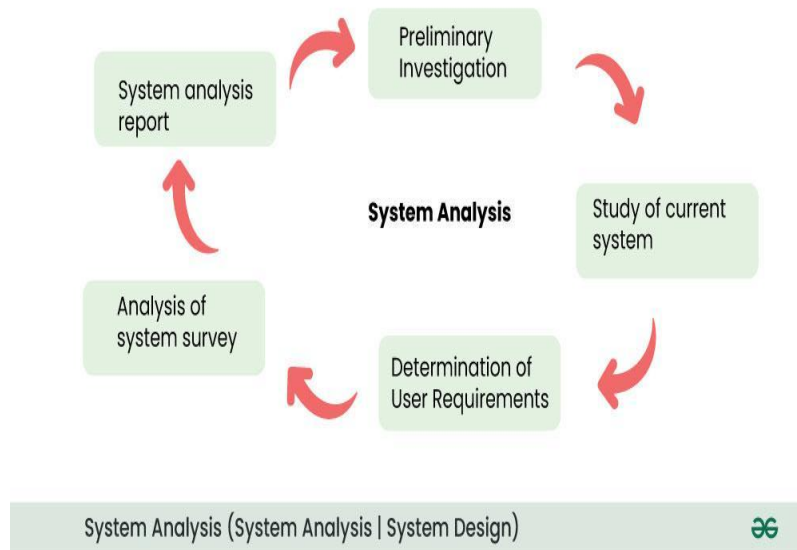 Preliminary
Investigation
System analysis
report
System Analysis
Study of current
system
Analysis of
system survey
Determination of
User Requirements
System Analysis (System Analysis | System Design)